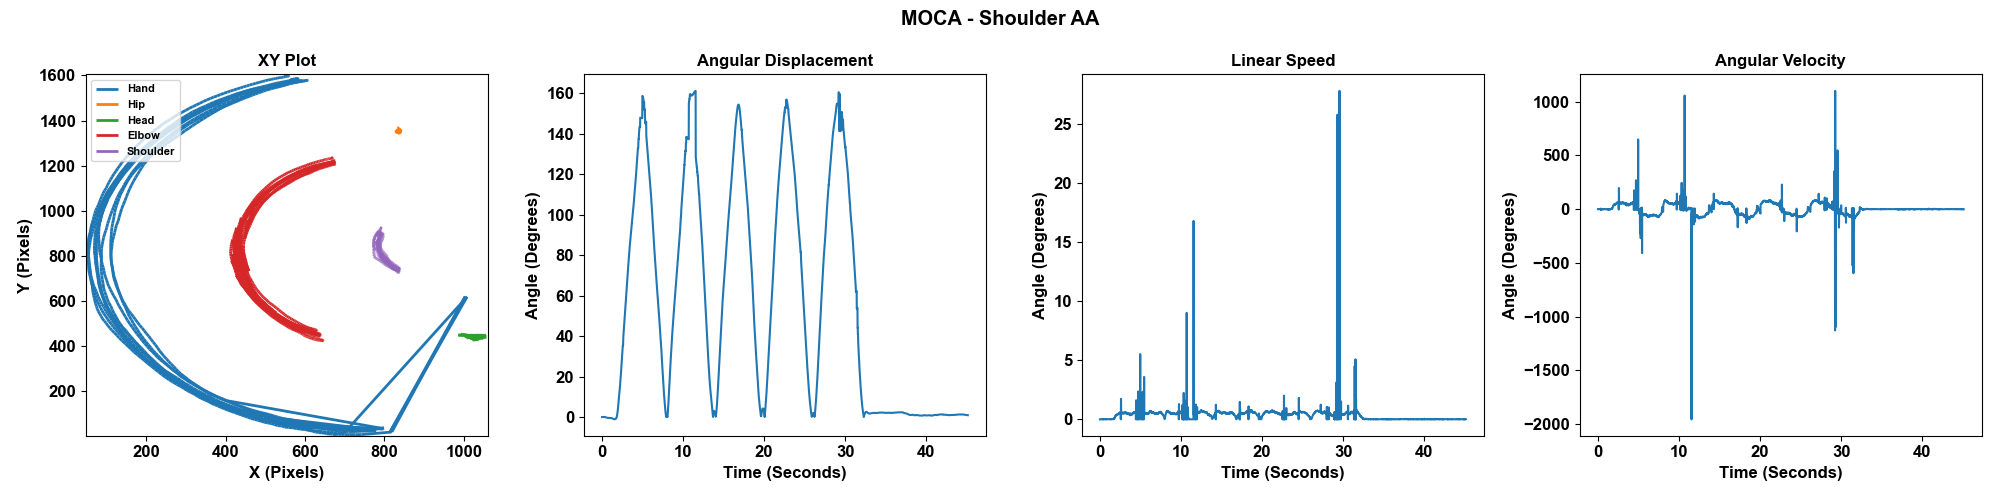 MOCA - Shoulder AA
XY Plot
Hand
Hip
Head
Elbow
Shoulder
1600
1400
1200
1000
800
600
400
200
Y (Pixels)
200
400
600
800
1000
X (Pixels)
Angular Displacement
160
140
120
100
80
60
40
20
0
Angle (Degrees)
0
10
20
30
40
Time (Seconds)
Linear Speed
25
20
15
10
5
0
Angle (Degrees)
0
10
20
30
40
Time (Seconds)
Angular Velocity
1000
500
0
−500
−1000
−1500
−2000
Angle (Degrees)
0
10
20
30
40
Time (Seconds)